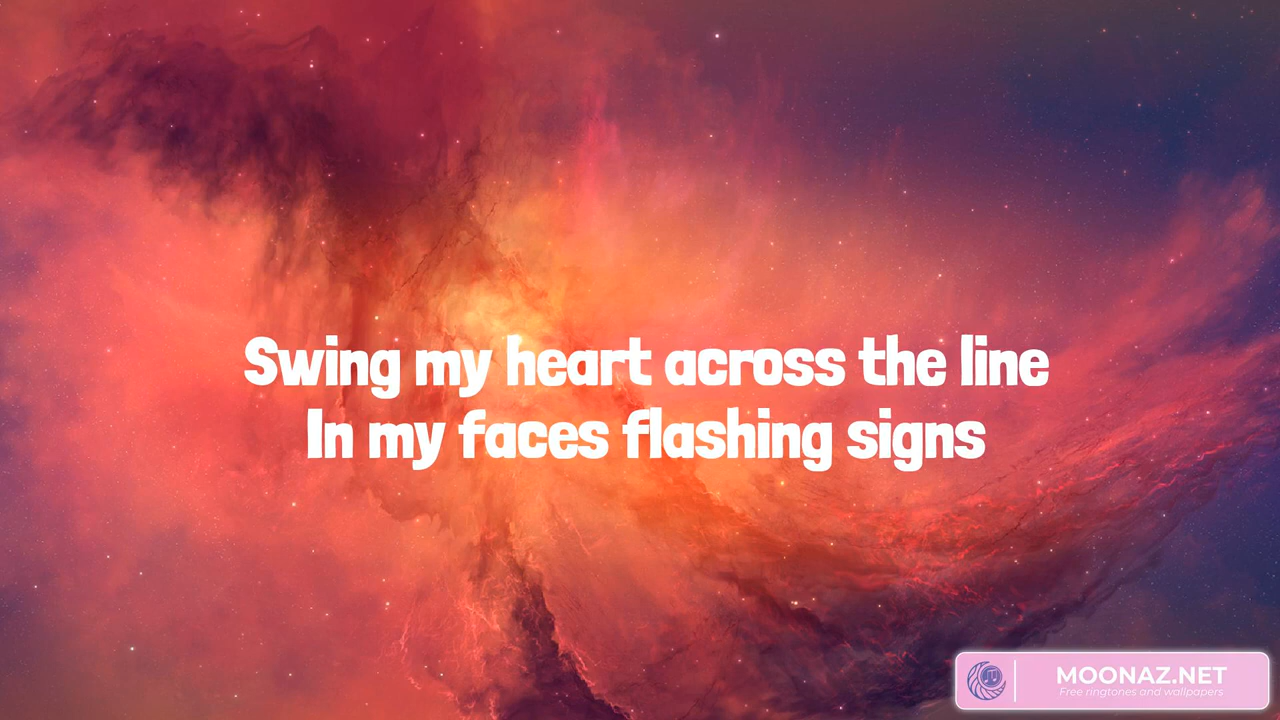 Swing my heart across the line
In my faces flashing signs
MOONAZ.NET
Free ringtones and wallpapers